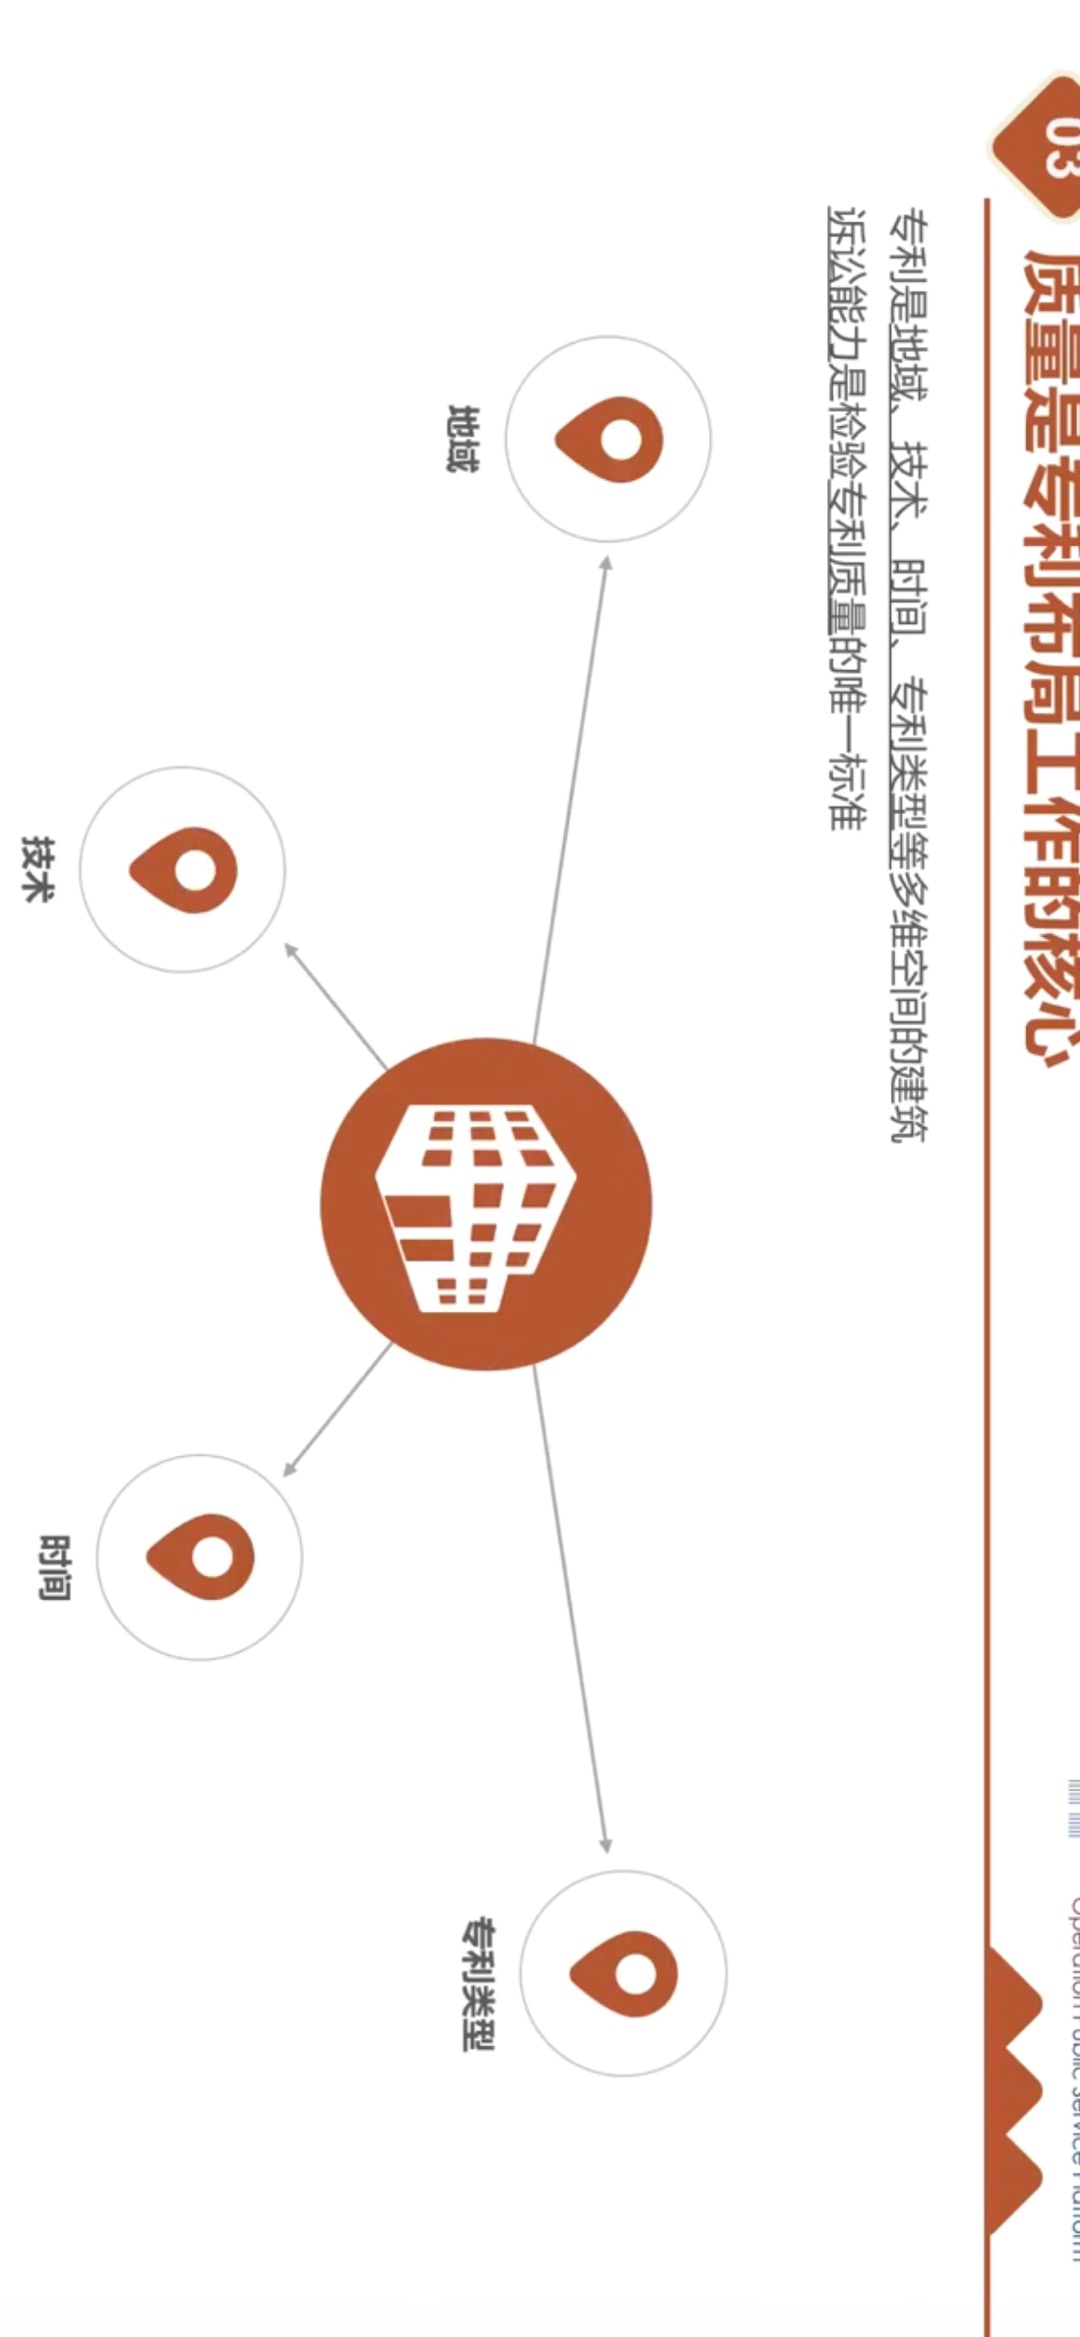 03
质量是专利布局工作的核心
Operation Public Service Platform
专利是地域、技术、时间、专利类型等多维空间的建筑
诉讼能力是检验专利质量的唯一标准
地域
专利类型
技术
时间